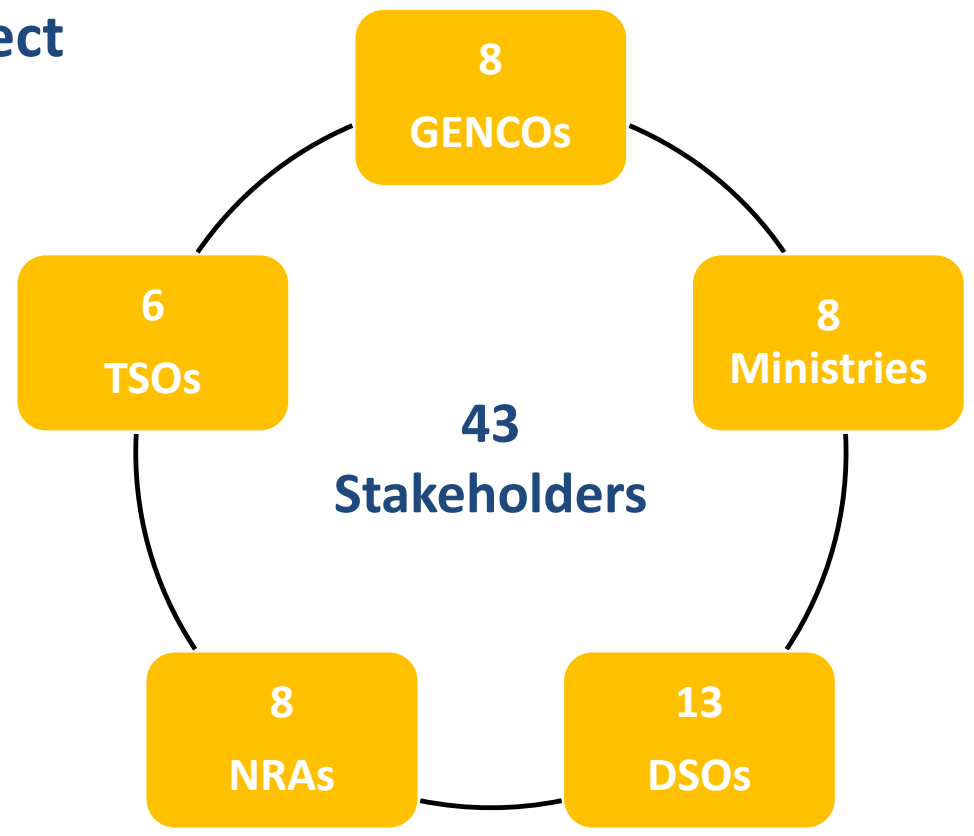 ect
8
GENCOs
6
TSOs
8
Ministries
43
Stakeholders
8
NRAs
13
DSOs